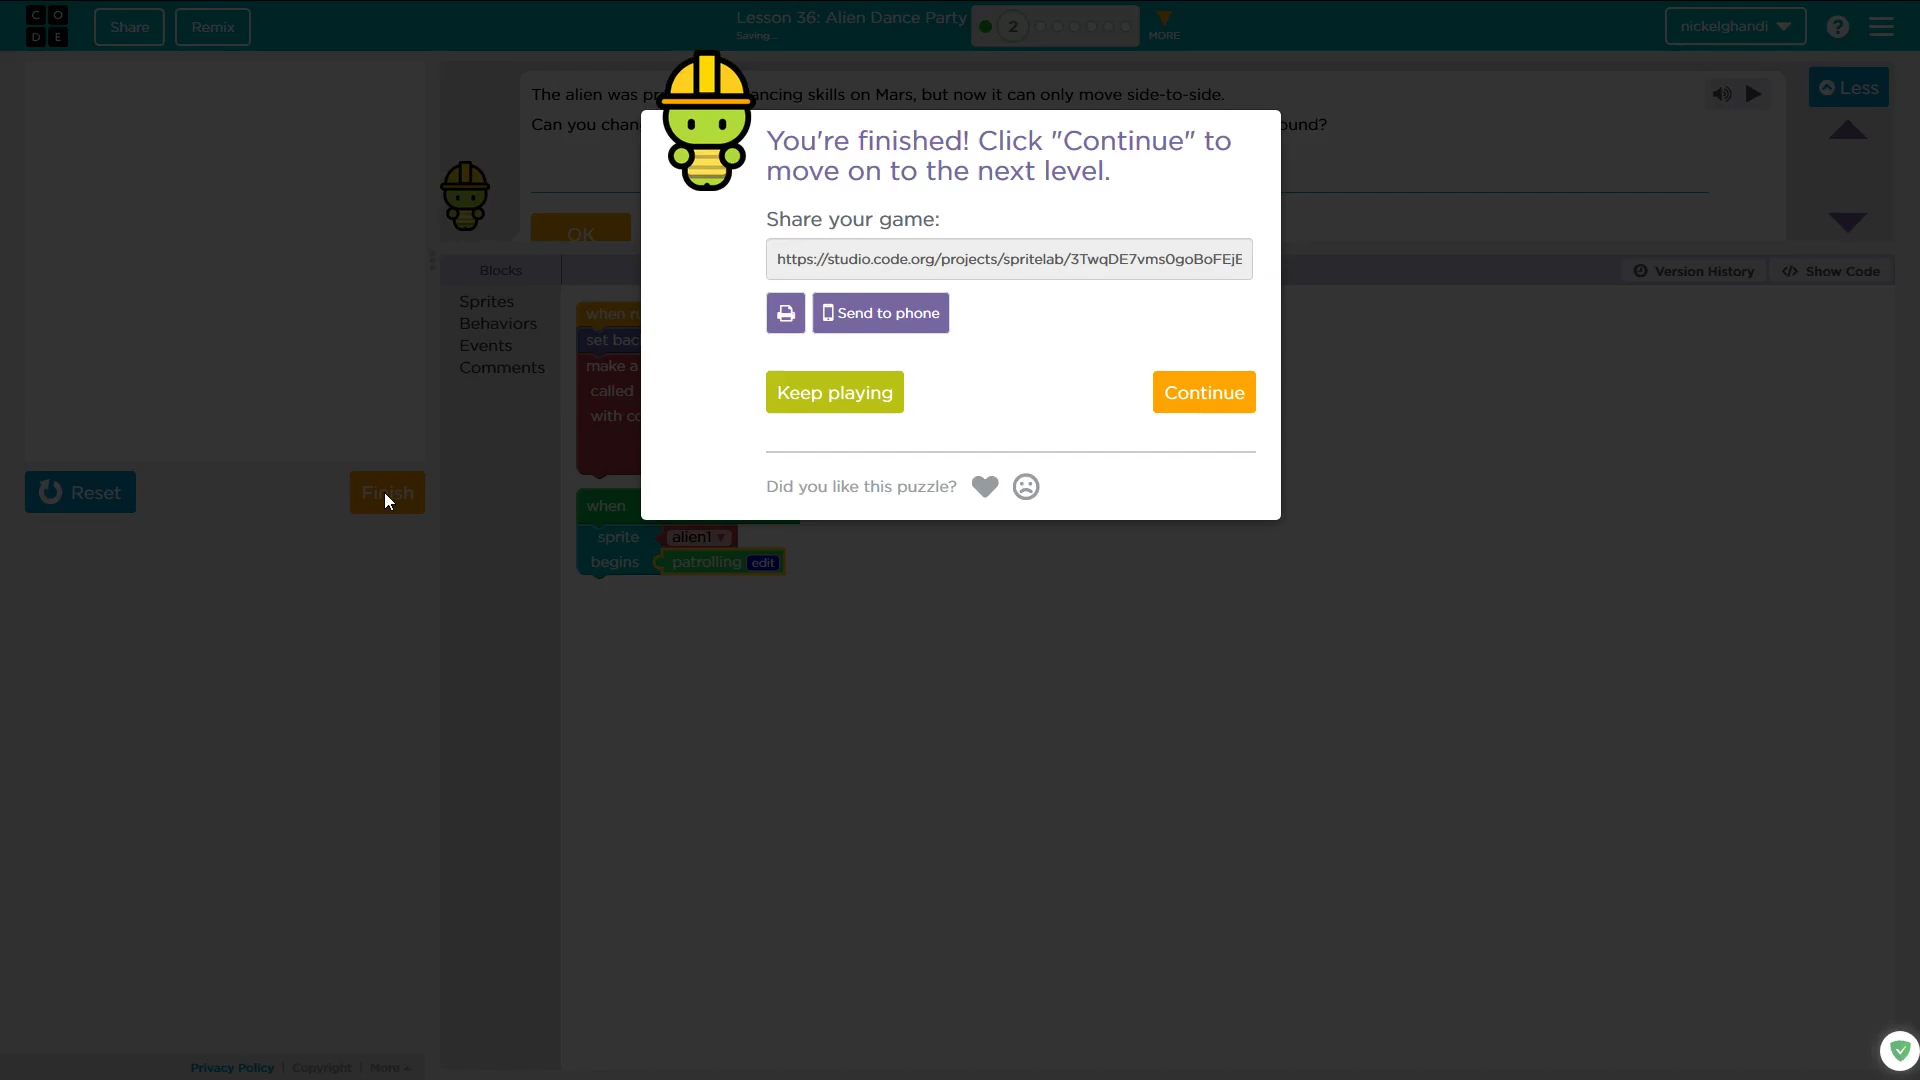 C O
D E
Share
Remix
Lesson 36: Alien Dance Party
Saving...
2
MORE
nickelghandi
The alien was pr
ancing skills on Mars, but now it can only move side-to-side.
Can you chan
ound?
Less
OK
You're finished! Click "Continue" to
move on to the next level.
Share your game:
https://studio.code.org/projects/spritelab/3TwqDE7vms0goBoFEjE
Send to phone
Keep playing
Continue
Did you like this puzzle?
Blocks
Version History
Show Code
Sprites
Behaviors
Events
Comments
when r
set bac
make a
called
with co
when
sprite alien1
begins patrolling edit
Reset
Finish
Privacy Policy | Copyright | More